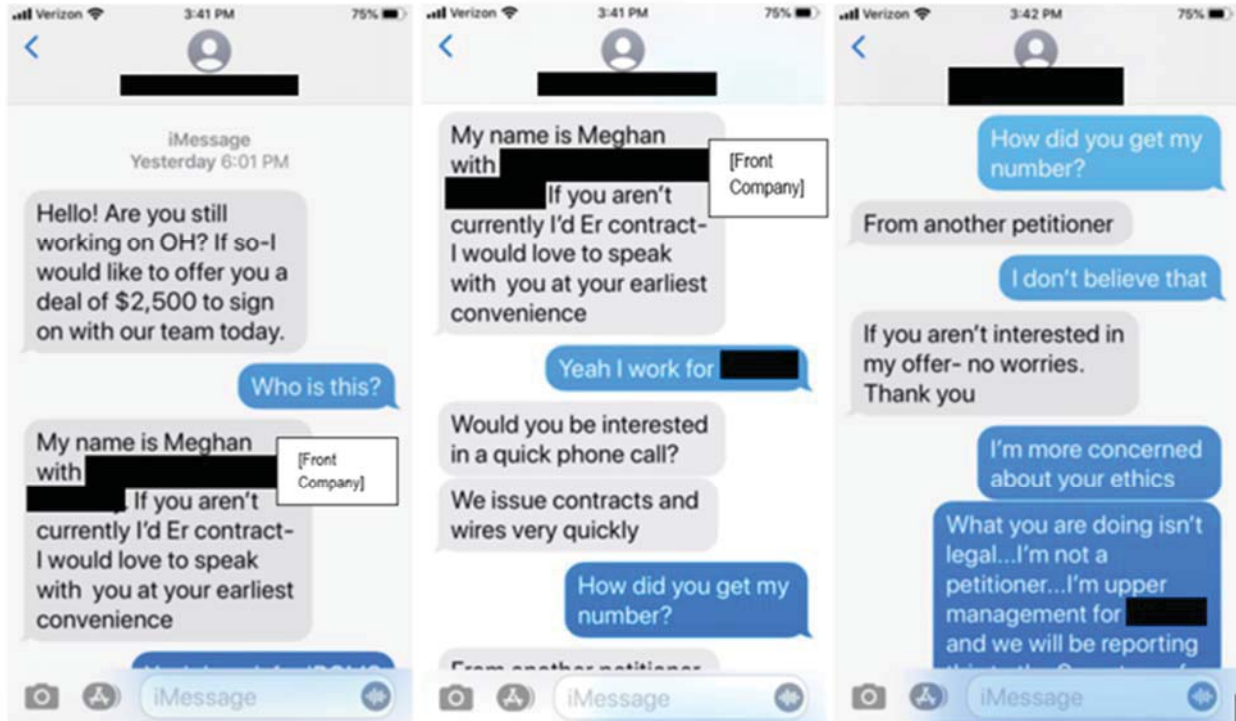 Verizon 3:41 PM 75%
iMessage
Yesterday 6:01 PM
Hello! Are you still
working on OH? If so-I
would like to offer you a
deal of $2,500 to sign
on with our team today.
Who is this?
My name is Meghan
with
[Front
Company]
If you aren't
currently I'd Er contract-
I would love to speak
with you at your earliest
convenience
iMessage
Verizon 3:41 PM 75%
My name is Meghan
with
[Front
Company]
If you aren't
currently I'd Er contract-
I would love to speak
with you at your earliest
convenience
Yeah I work for
Would you be interested
in a quick phone call?
We issue contracts and
wires very quickly
How did you get my
number?
From another petitioner
iMessage
Verizon 3:42 PM 75%
How did you get my
number?
From another petitioner
I don't believe that
If you aren't interested in
my offer- no worries.
Thank you
I'm more concerned
about your ethics
What you are doing isn't
legal...I'm not a
petitioner...I'm upper
management for
and we will be reporting
iMessage